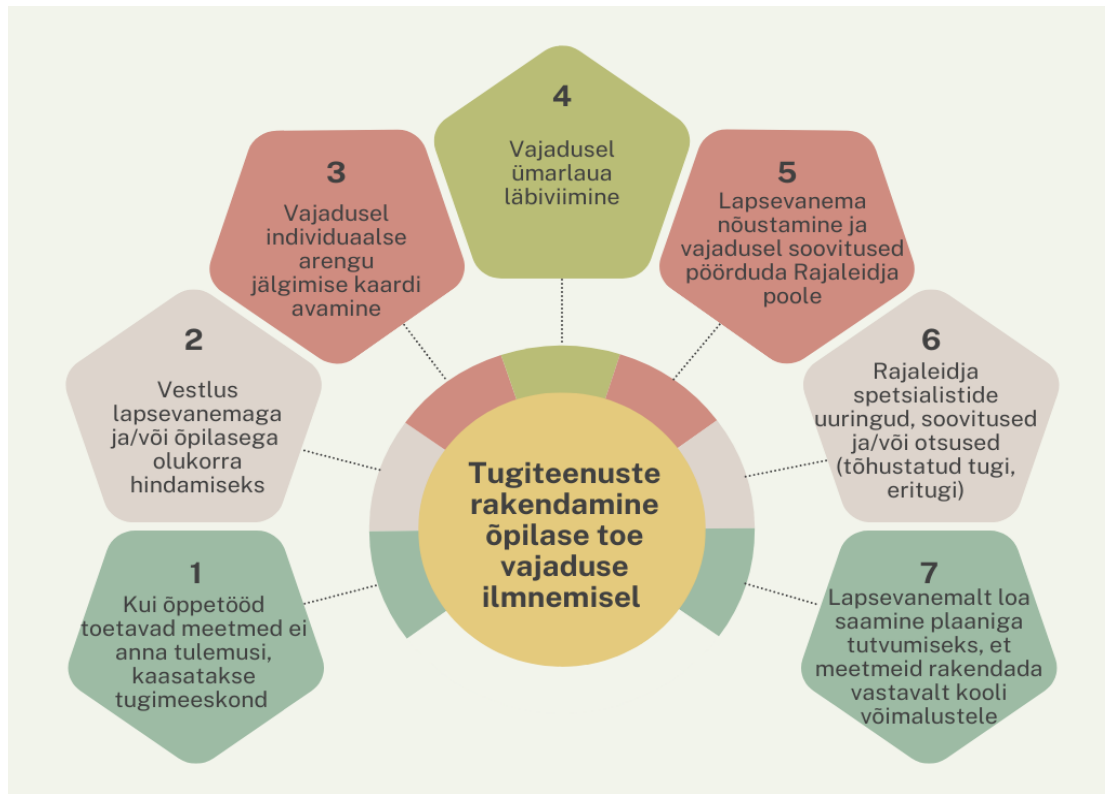 4
Vajadusel
ümarlaua
läbiviimine
3
Vajadusel
individuaalse
arengu
jälgimise kaardi
avamine
5
Lapsevanema
nõustamine ja
vajadusel soovitused
pöörduda Rajaleidja
poole
2
Vestlus
lapsevanemaga
ja/või õpilasega
olukorra
hindamiseks
6
Rajaleidja
spetsialistide
uuringud, soovitused
ja/või otsused
(tõhustatud tugi,
eritugi)
Tugiteenuste
rakendamine
õpilase toe
vajaduse
ilmnemisel
1
Kui õppetööd
toetavad meetmed ei
anna tulemusi,
kaasatakse
tugimeeskond
7
Lapsevanemalt loa
saamine plaaniga
tutvumiseks, et
meetmeid rakendada
vastavalt kooli
võimalustele